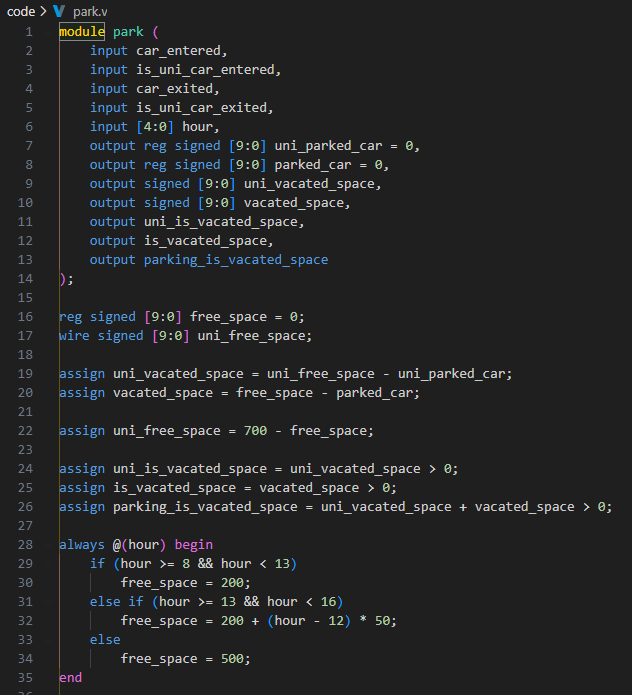 code > park.v
1 module park (
2     input car_entered,
3     input is_uni_car_entered,
4     input car_exited,
5     input is_uni_car_exited,
6     input [4:0] hour,
7     output reg signed [9:0] uni_parked_car = 0,
8     output reg signed [9:0] parked_car = 0,
9     output signed [9:0] uni_vacated_space,
10     output signed [9:0] vacated_space,
11     output uni_is_vacated_space,
12     output is_vacated_space,
13     output parking_is_vacated_space
14 );
15
16 reg signed [9:0] free_space = 0;
17 wire signed [9:0] uni_free_space;
18
19 assign uni_vacated_space = uni_free_space - uni_parked_car;
20 assign vacated_space = free_space - parked_car;
21
22 assign uni_free_space = 700 - free_space;
23
24 assign uni_is_vacated_space = uni_vacated_space > 0;
25 assign is_vacated_space = vacated_space > 0;
26 assign parking_is_vacated_space = uni_vacated_space + vacated_space > 0;
27
28 always @(hour) begin
29     if (hour >= 8 && hour < 13)
30         free_space = 200;
31     else if (hour >= 13 && hour < 16)
32         free_space = 200 + (hour - 12) * 50;
33     else
34         free_space = 500;
35 end